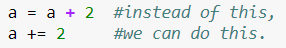 a = a + 2  #instead of this,
a += 2     #we can do this.